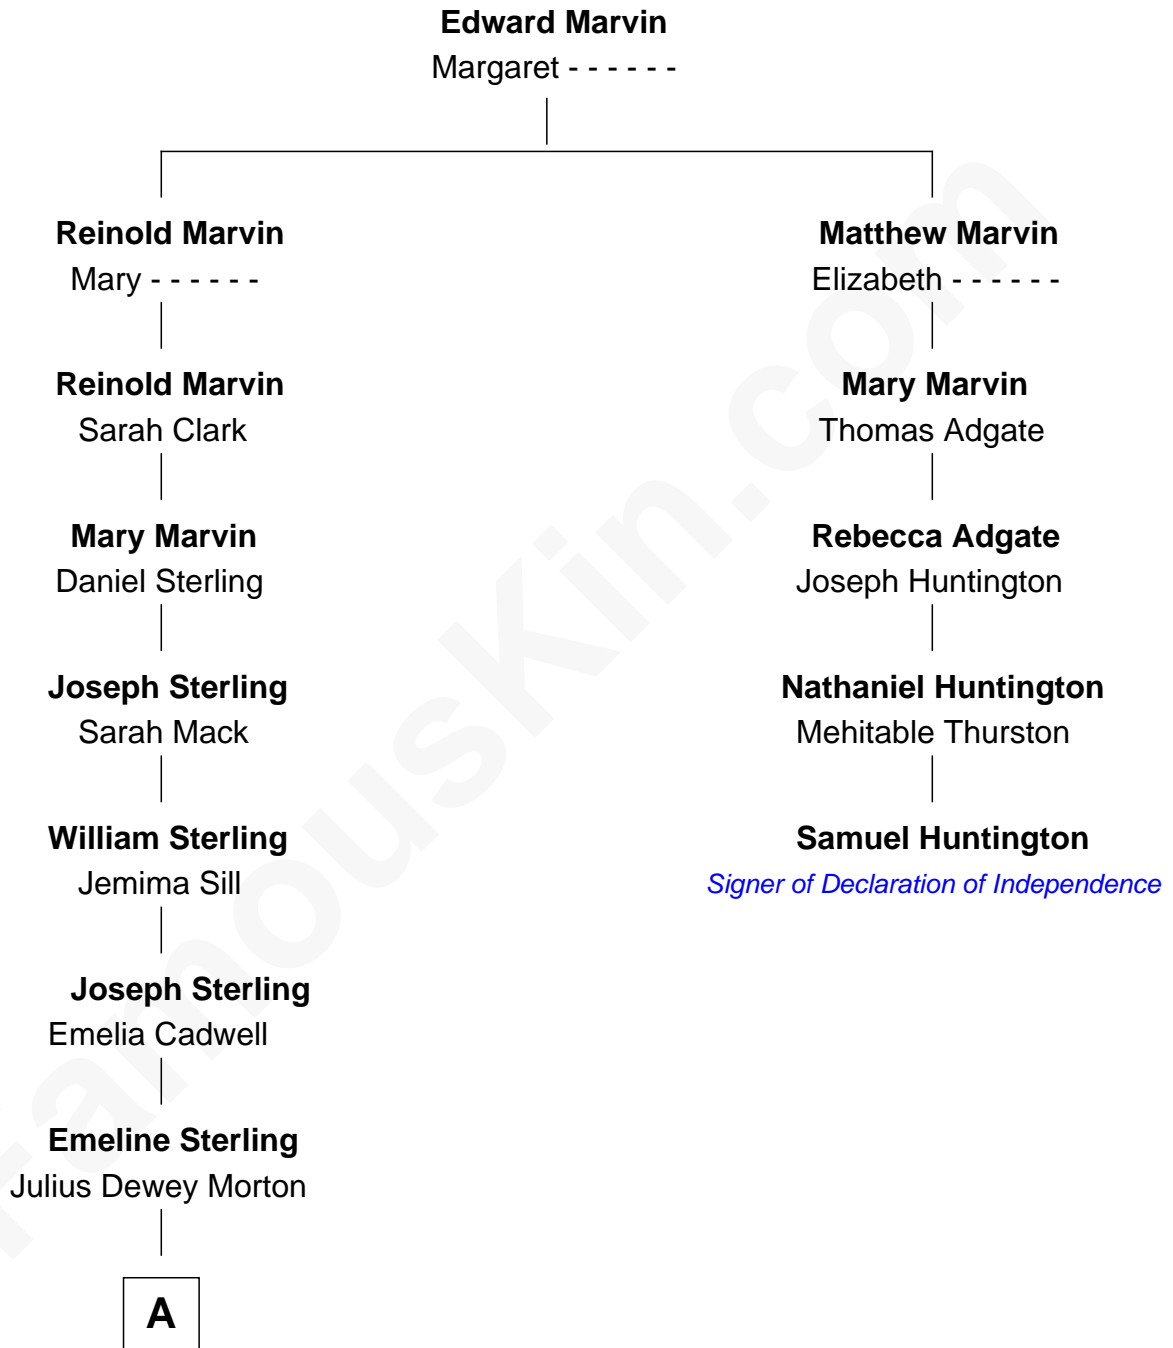 Edward Marvin
Margaret - - - - - -
Reinold Marvin
Mary - - - - - -
Reinold Marvin
Sarah Clark
Mary Marvin
Daniel Sterling
Joseph Sterling
Sarah Mack
William Sterling
Jemima Sill
Joseph Sterling
Emelia Cadwell
Emeline Sterling
Julius Dewey Morton
A
Matthew Marvin
Elizabeth - - - - - -
Mary Marvin
Thomas Adgate
Rebecca Adgate
Joseph Huntington
Nathaniel Huntington
Mehitable Thurston
Samuel Huntington
Signer of Declaration of Independence
FamousKin.com